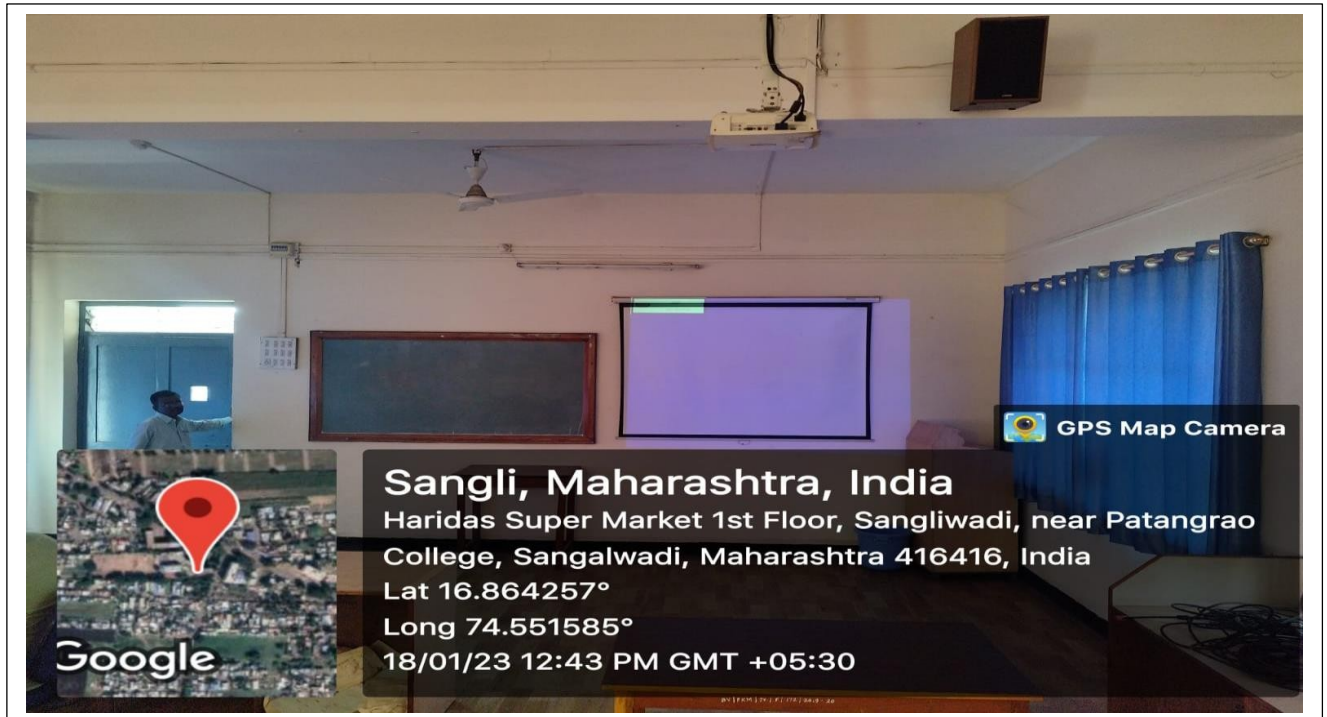 GPS Map Camera
Sangli, Maharashtra, India
Haridas Super Market 1st Floor, Sangliwadi, near Patangrao
College, Sangalwadi, Maharashtra 416416, India
Lat 16.864257°
Long 74.551585°
18/01/23 12:43 PM GMT +05:30
Google